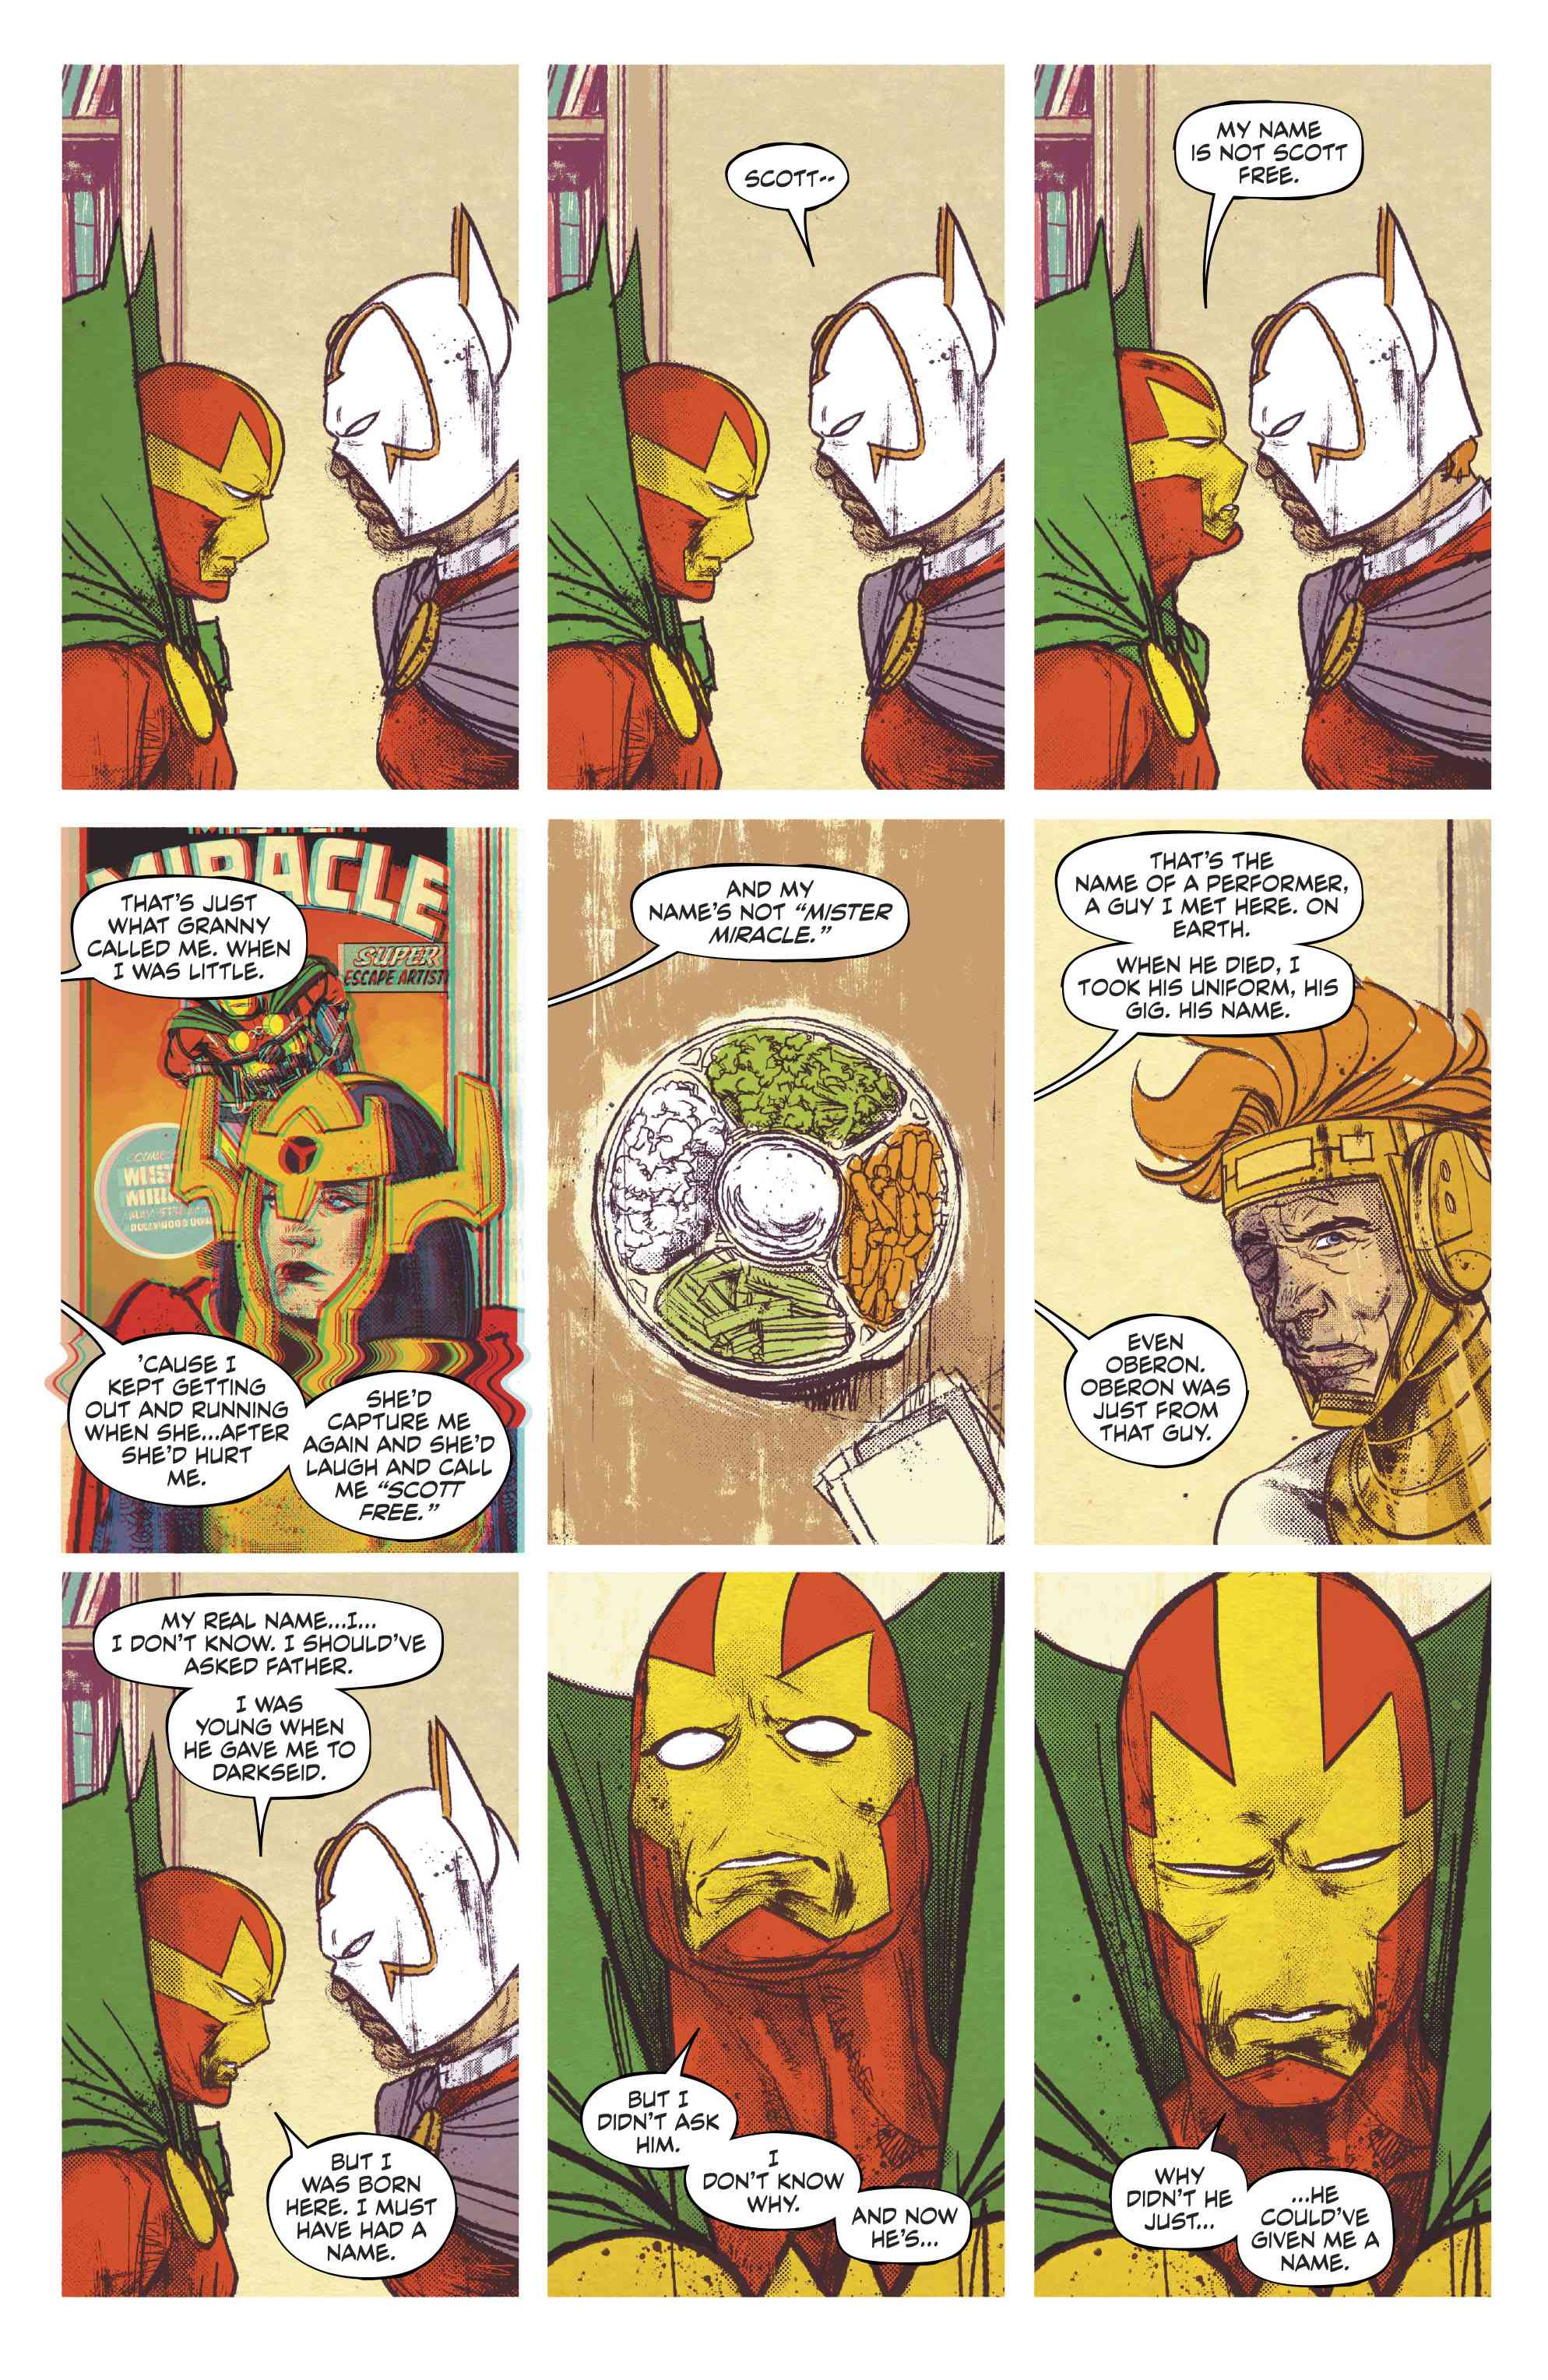 SCOTT--
MY NAME
IS NOT SCOTT
FREE.
MIRACLE
SUPER
ESCAPE ARTIST
THAT'S JUST
WHAT GRANNY
CALLED ME. WHEN
I WAS LITTLE.
'CAUSE I
KEPT GETTING
OUT AND RUNNING
WHEN SHE...AFTER
SHE'D HURT
ME.
SHE'D
CAPTURE ME
AGAIN AND SHE'D
LAUGH AND CALL
ME "SCOTT
FREE."
AND MY
NAME'S NOT "MISTER
MIRACLE."
THAT'S THE
NAME OF A PERFORMER,
A GUY I MET HERE. ON
EARTH.
WHEN HE DIED, I
TOOK HIS UNIFORM, HIS
GIG. HIS NAME.
EVEN
OBERON.
OBERON WAS
JUST FROM
THAT GUY.
MY REAL NAME...I...
I DON'T KNOW. I SHOULD'VE
ASKED FATHER.
I WAS
YOUNG WHEN
HE GAVE ME TO
DARKSEID.
BUT I
WAS BORN
HERE. I MUST
HAVE HAD A
NAME.
BUT I
DIDN'T ASK
HIM.
I
DON'T KNOW
WHY.
AND NOW
HE'S...
WHY
DIDN'T HE
JUST...
...HE
COULD'VE
GIVEN ME A
NAME.